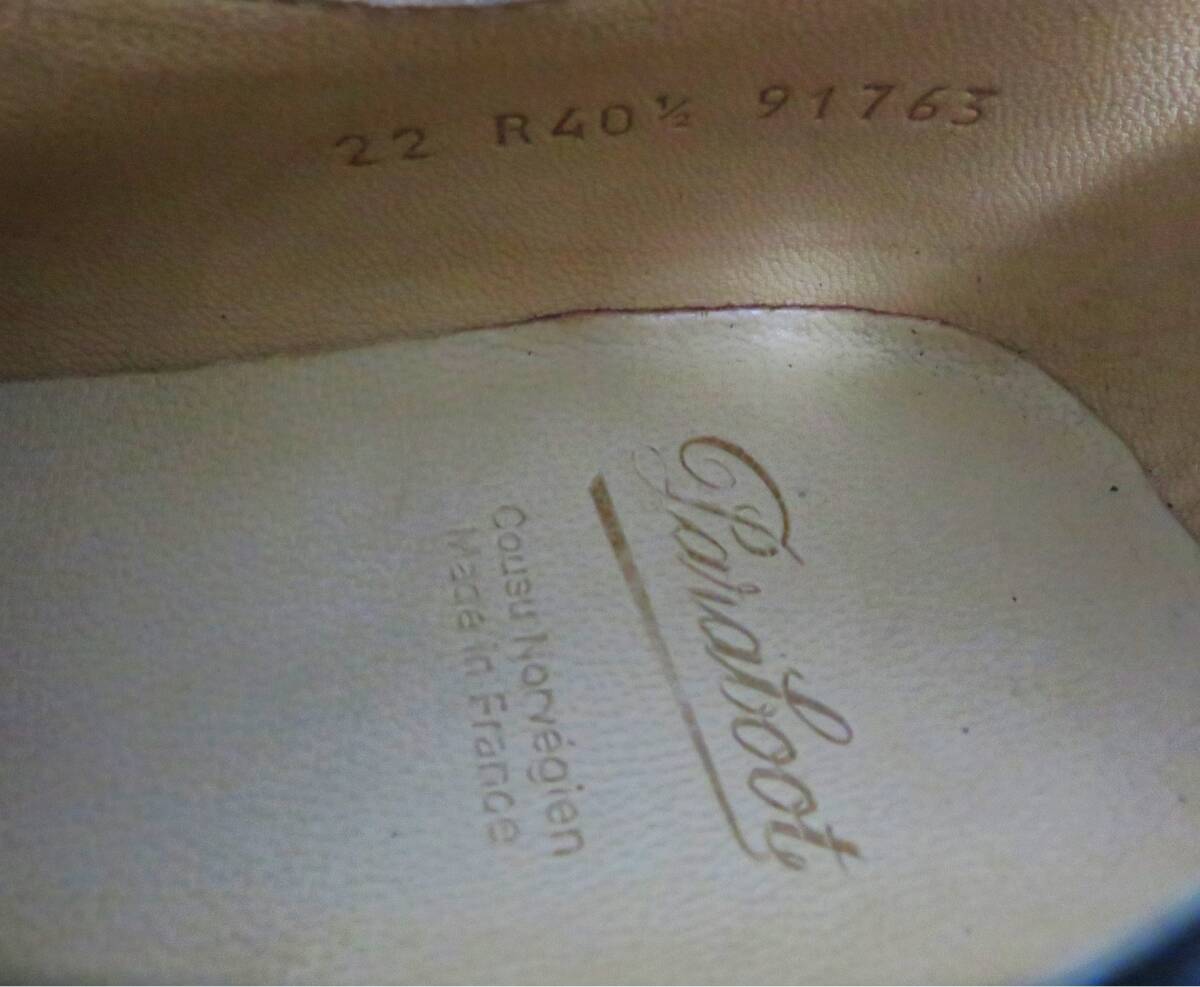 22 R40½ 91763
Paraboot
Cousu Norvégien
Made in France